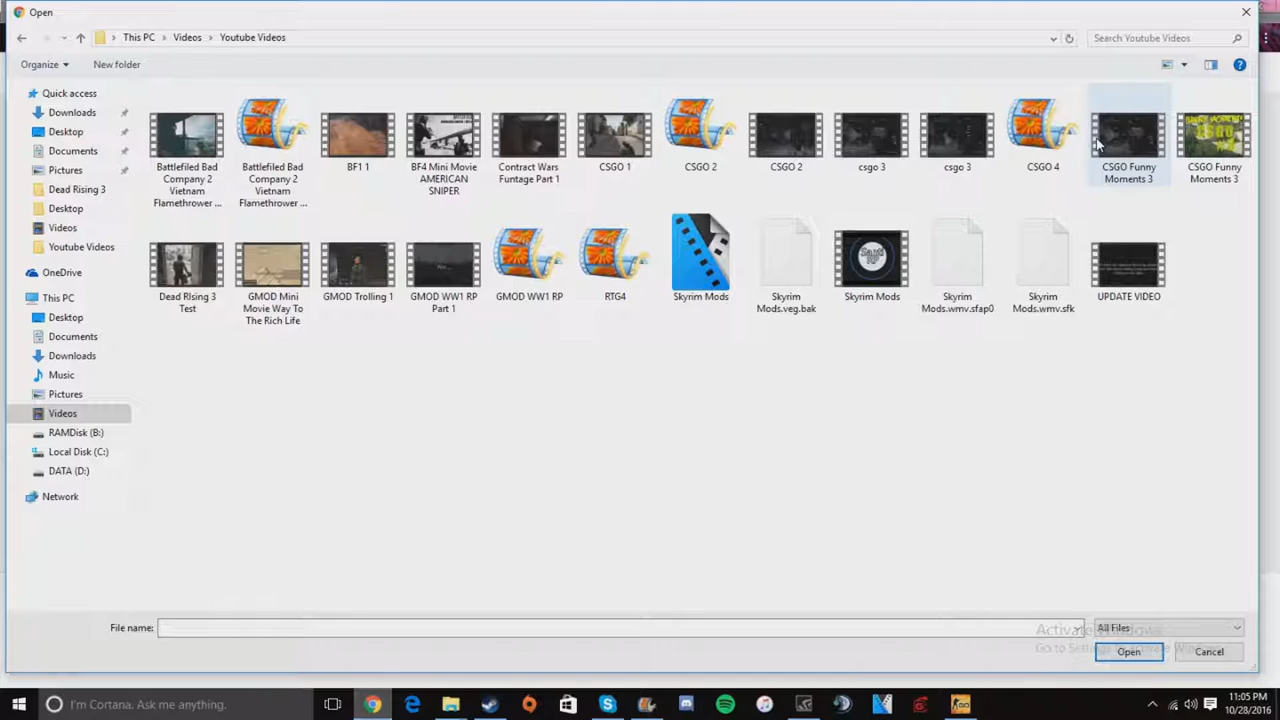 Open
This PC > Videos > Youtube Videos
Search Youtube Videos
Organize
New folder
Quick access
Downloads
Desktop
Documents
Pictures
Dead Rising 3
Desktop
Videos
Youtube Videos
OneDrive
This PC
Desktop
Documents
Downloads
Music
Pictures
Videos
RAMDisk (B:)
Local Disk (C:)
DATA (D:)
Network
Battlefiled Bad
Company 2
Vietnam
Flamethrower ...
Battlefiled Bad
Company 2
Vietnam
Flamethrower ...
BF1 1
BF4 Mini Movie
AMERICAN
SNIPER
Contract Wars
Funtage Part 1
CSGO 1
CSGO 2
CSGO 2
csgo 3
csgo 3
CSGO 4
CSGO Funny
Moments 3
CSGO Funny
Moments 3
Dead RIsing 3
Test
GMOD Mini
Movie Way To
The Rich Life
GMOD Trolling 1
GMOD WW1 RP
Part 1
GMOD WW1 RP
RTG4
Skyrim Mods
Skyrim
Mods.veg.bak
Skyrim Mods
Skyrim
Mods.wmv.sfap0
Skyrim
Mods.wmv.sfk
UPDATE VIDEO
File name:
All Files
Activate Windows
Open
Cancel
I'm Cortana. Ask me anything.
11:05 PM
10/28/2016